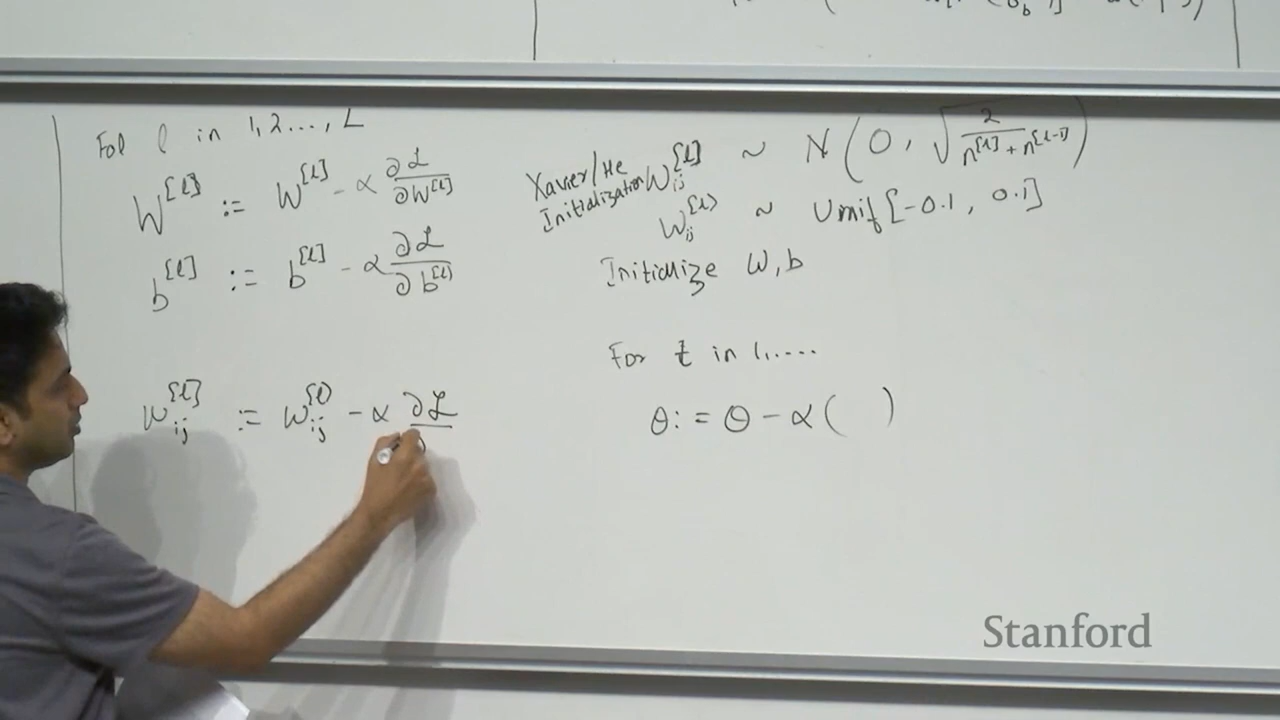 For l in 1,2...., L
W^[l] := W^[l] - α ∂L/∂W^[l]
b^[l] := b^[l] - α ∂L/∂b^[l]
w_ij^[l] := w_ij^[l] - α ∂L/∂
Xavier/He Initialization W_ij^[l] ~ N(0, √(2/(n^[l] + n^[l-1])))
W_ij^[l] ~ Unif[-0.1, 0.1]
Initialize W, b
For t in 1,.....
θ := θ - α( )
Stanford